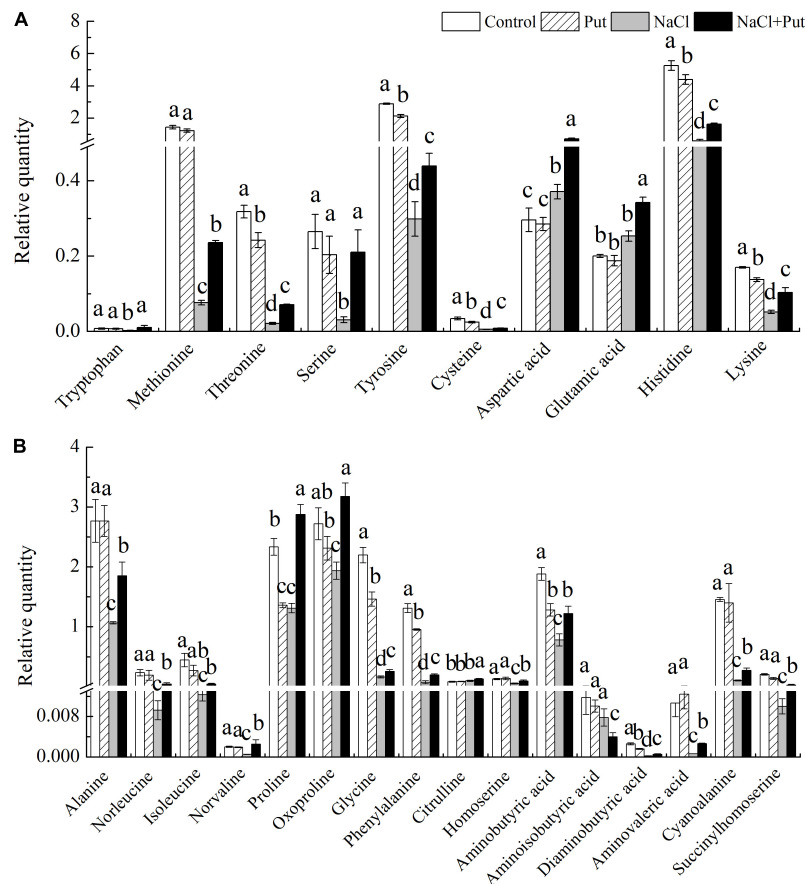 A
Control Put NaCl NaCl+Put
Relative quantity
8
6
4
2
0.4
0.2
0.0
a a b a
a a c b
a b d c
a a b a
a b d c
a b d c
c c b a
b b b a
a b d c
a b d c
Tryptophan
Methionine
Threonine
Serine
Tyrosine
Cysteine
Aspartic acid
Glutamic acid
Histidine
Lysine
B
Relative quantity
4
3
2
1
0.008
0.000
a a c b
a a c b
a ab c b
a a c b
b c c a
ab b c a
a b d c
a b d c
b b b a
a a c b
a b c b
a a b c
a b d c
a a c b
a a c b
a a c b
Alanine
Norleucine
Isoleucine
Norvaline
Proline
Oxoproline
Glycine
Phenylalanine
Citrulline
Homoserine
Aminobutyric acid
Aminoisobutyric acid
Diaminobutyric acid
Aminovaleric acid
Cyanoalanine
Succinylhomoserine